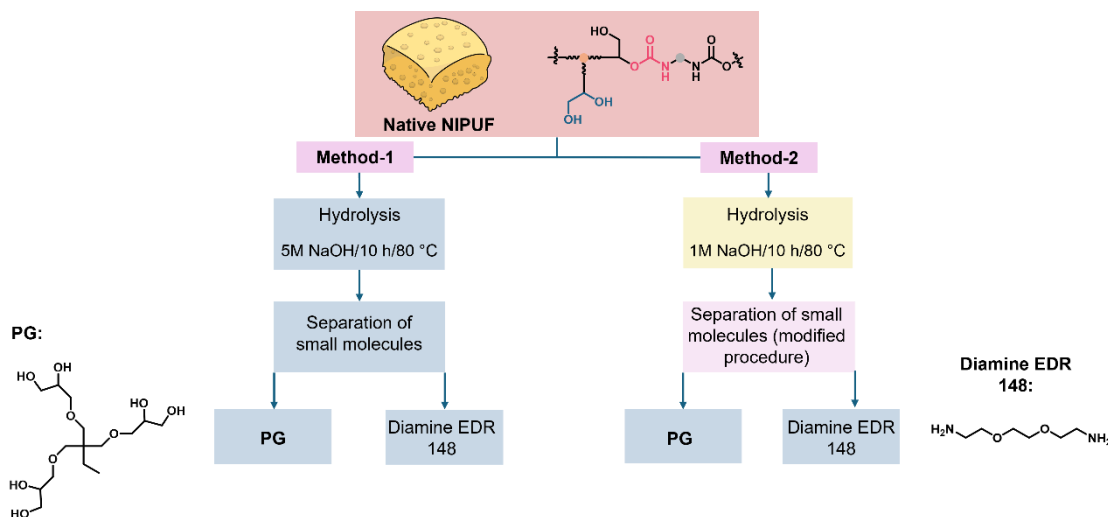 HO
O
O
N
H
N
H
O
O
OH
OH
Native NIPUF
Method-1
Method-2
Hydrolysis
5M NaOH/10 h/80 °C
Hydrolysis
1M NaOH/10 h/80 °C
Separation of
small molecules
Separation of small
molecules (modified
procedure)
PG
Diamine EDR
148
PG
Diamine EDR
148
PG:
OH
HO
O
OH
OH
O
O
HO
HO
Diamine EDR
148:
H2N
O
O
NH2